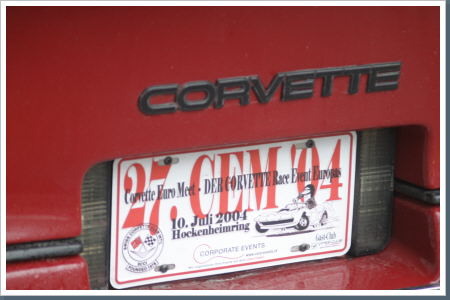 CORVETTE
27. CEM '04
Corvette Euro Meet - DER CORVETTE Race Event Europas
10. Juli 2004
Hockenheimring
CORPORATE EVENTS